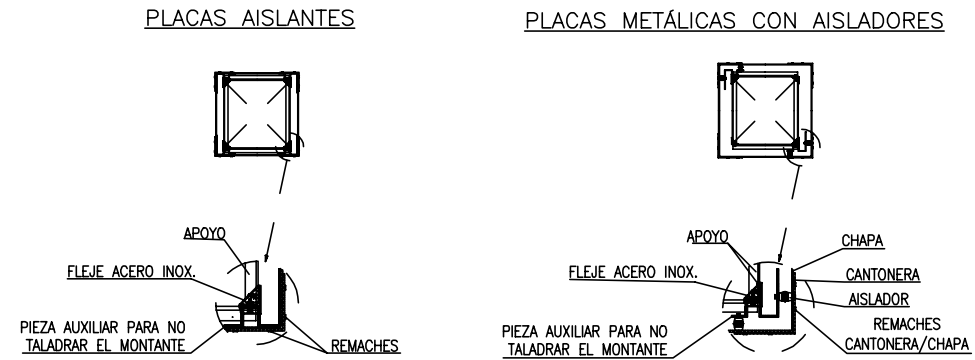 PLACAS AISLANTES
APOYO
FLEJE ACERO INOX.
PIEZA AUXILIAR PARA NO
TALADRAR EL MONTANTE
REMACHES
PLACAS METÁLICAS CON AISLADORES
APOYO
CHAPA
FLEJE ACERO INOX.
CANTONERA
AISLADOR
PIEZA AUXILIAR PARA NO
TALADRAR EL MONTANTE
REMACHES
CANTONERA/CHAPA